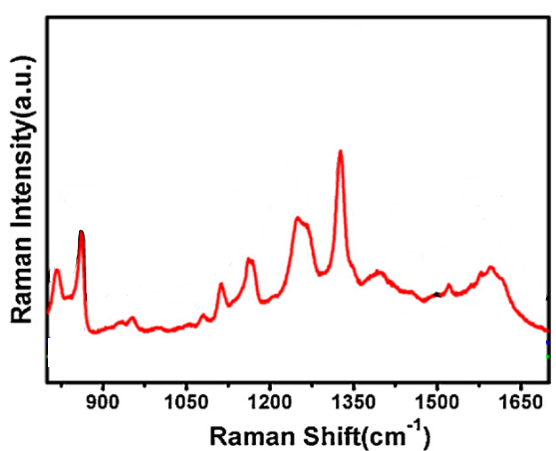 Raman Intensity(a.u.)
900 1050 1200 1350 1500 1650
Raman Shift(cm⁻¹)